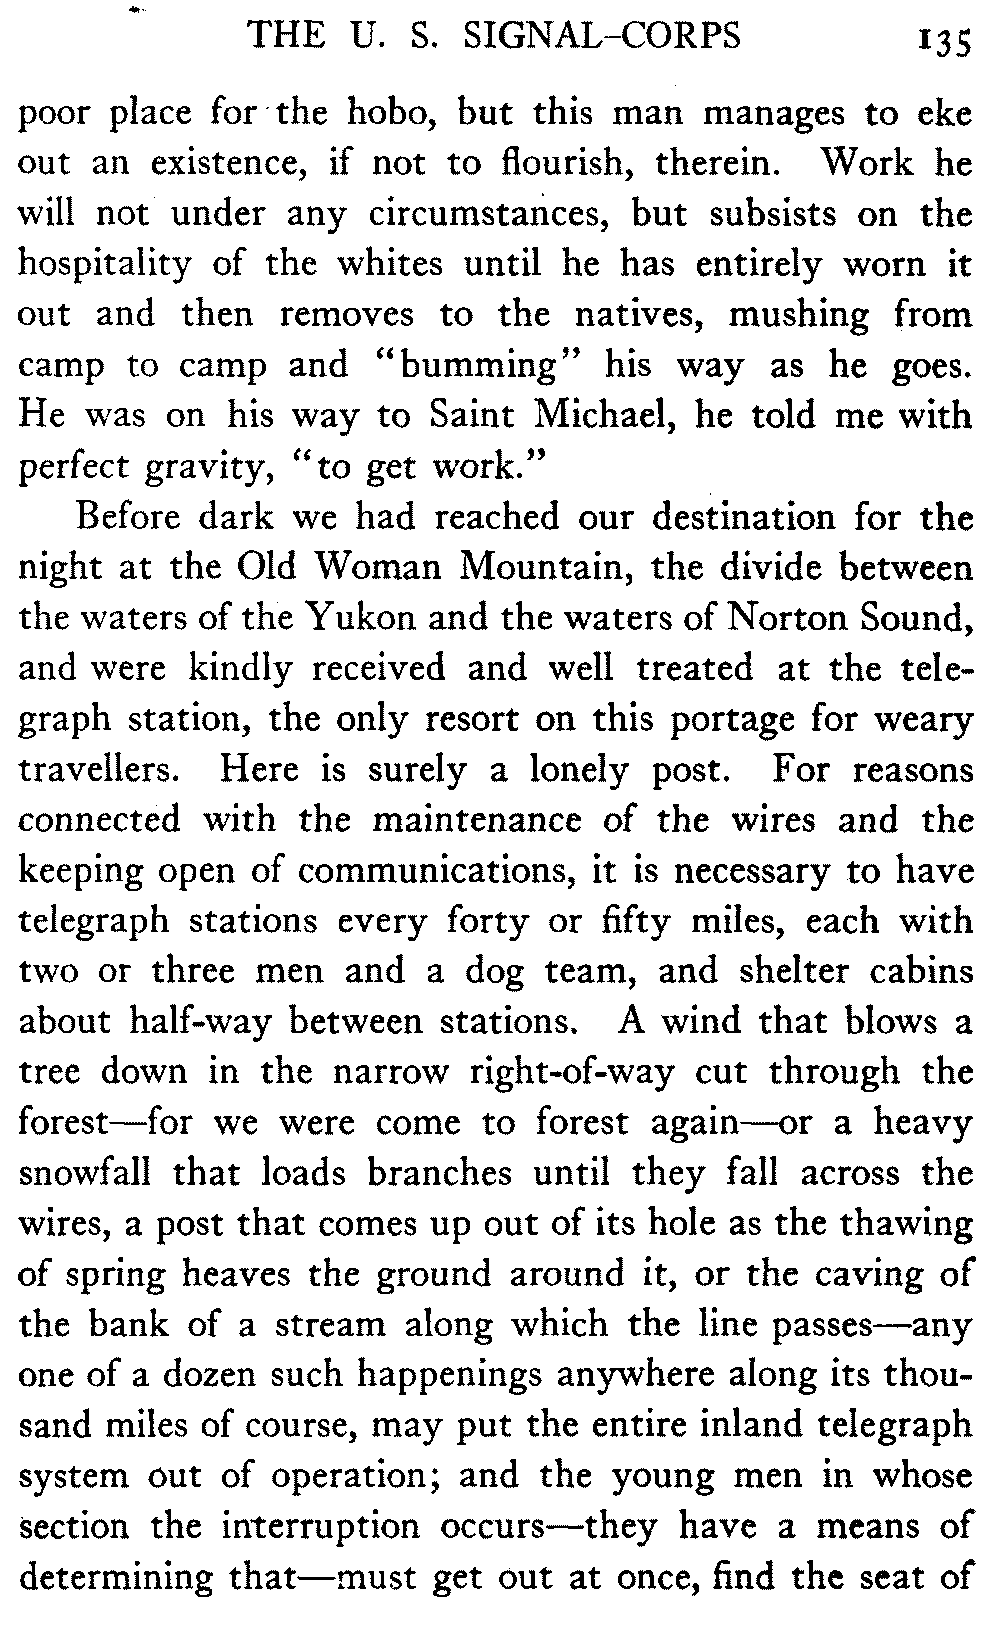 THE U. S. SIGNAL-CORPS 135
poor place for the hobo, but this man manages to eke
out an existence, if not to flourish, therein. Work he
will not under any circumstances, but subsists on the
hospitality of the whites until he has entirely worn it
out and then removes to the natives, mushing from
camp to camp and "bumming" his way as he goes.
He was on his way to Saint Michael, he told me with
perfect gravity, "to get work."
Before dark we had reached our destination for the
night at the Old Woman Mountain, the divide between
the waters of the Yukon and the waters of Norton Sound,
and were kindly received and well treated at the tele-
graph station, the only resort on this portage for weary
travellers. Here is surely a lonely post. For reasons
connected with the maintenance of the wires and the
keeping open of communications, it is necessary to have
telegraph stations every forty or fifty miles, each with
two or three men and a dog team, and shelter cabins
about half-way between stations. A wind that blows a
tree down in the narrow right-of-way cut through the
forest—for we were come to forest again—or a heavy
snowfall that loads branches until they fall across the
wires, a post that comes up out of its hole as the thawing
of spring heaves the ground around it, or the caving of
the bank of a stream along which the line passes—any
one of a dozen such happenings anywhere along its thou-
sand miles of course, may put the entire inland telegraph
system out of operation; and the young men in whose
section the interruption occurs—they have a means of
determining that—must get out at once, find the seat of